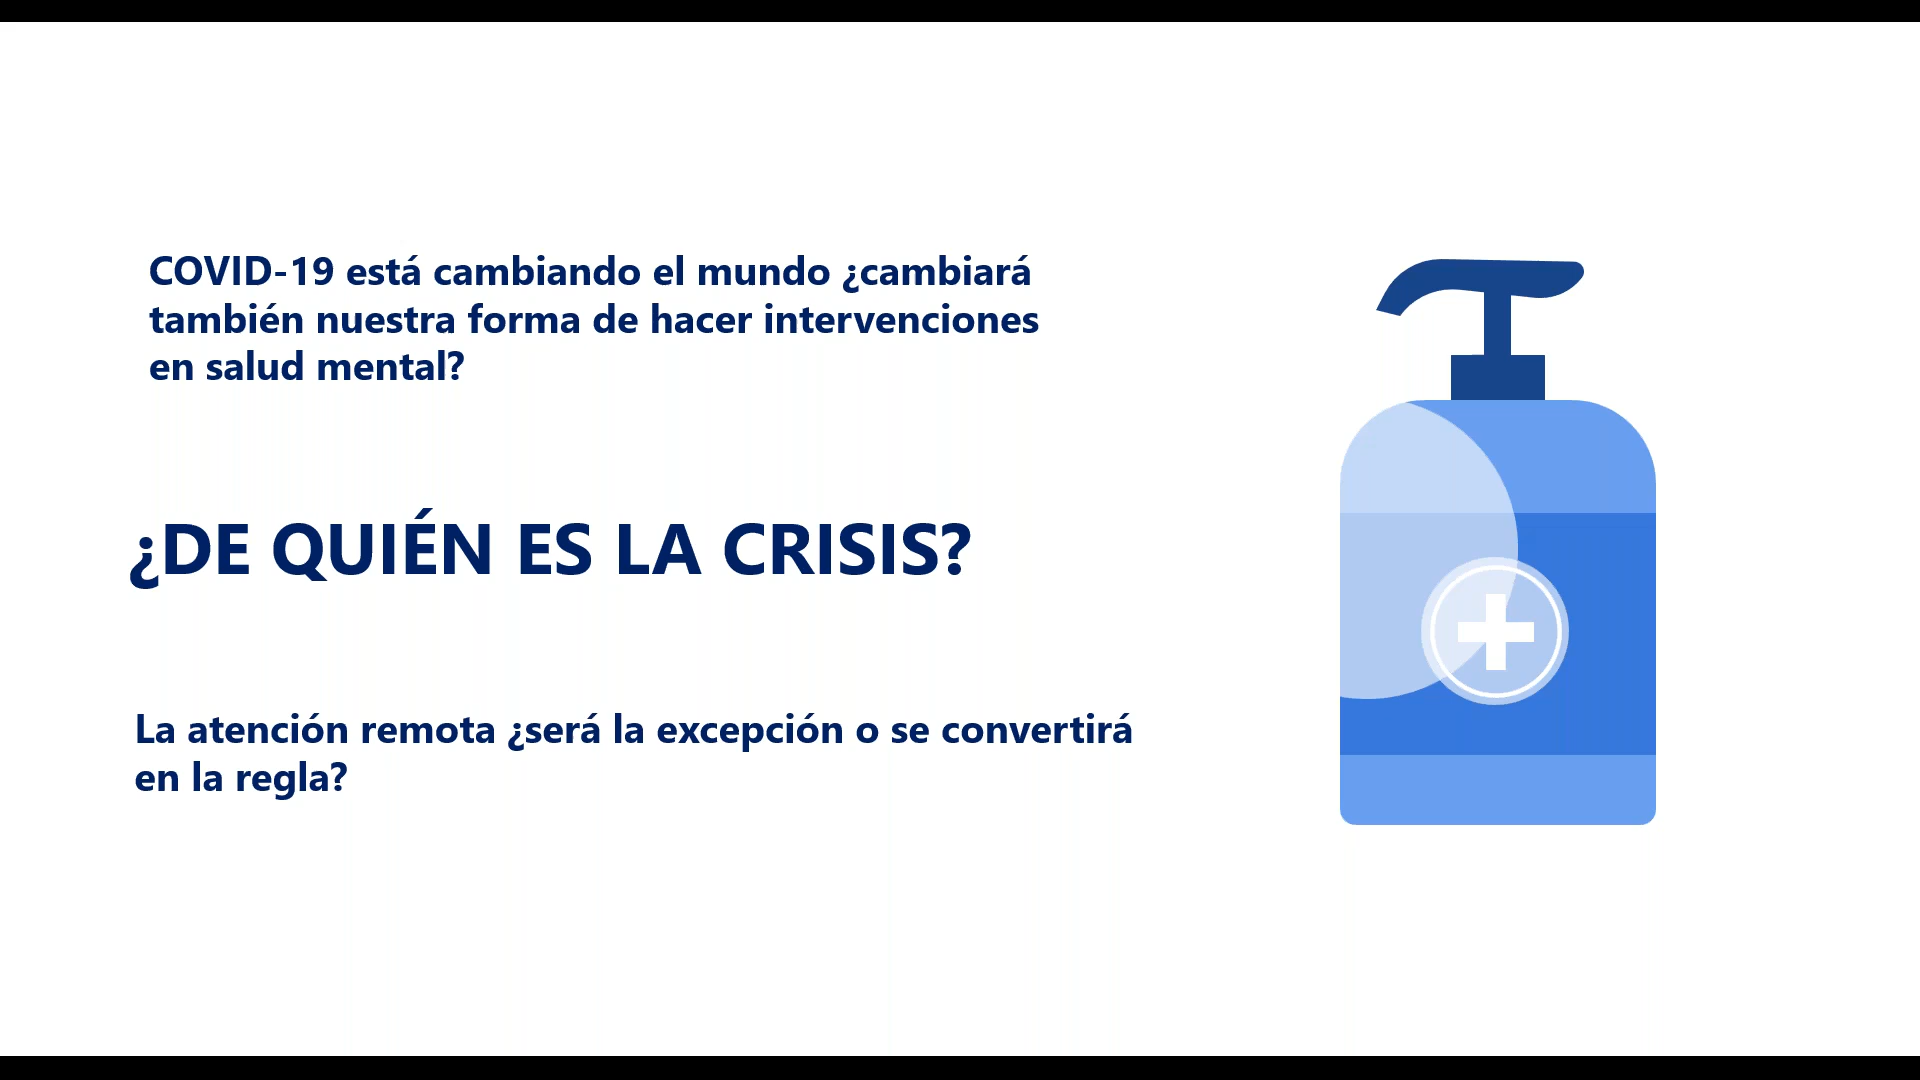 COVID-19 está cambiando el mundo ¿cambiará
también nuestra forma de hacer intervenciones
en salud mental?
¿DE QUIÉN ES LA CRISIS?
La atención remota ¿será la excepción o se convertirá
en la regla?